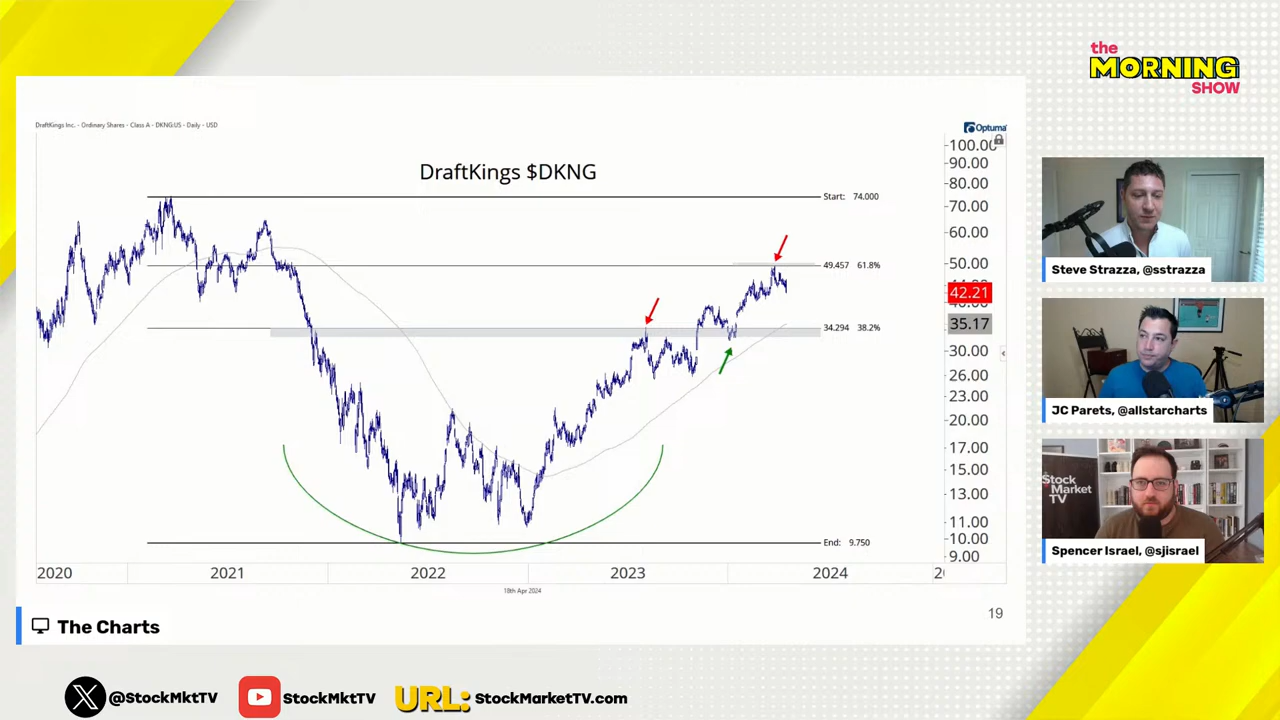 the
MORNING
SHOW
DraftKings Inc. - Ordinary Shares - Class A - DKNG:US - Daily - USD
Optuma
DraftKings $DKNG
100.00
90.00
80.00
70.00
60.00
50.00
42.21
35.17
30.00
26.00
23.00
20.00
17.00
15.00
13.00
11.00
10.00
9.00
Start: 74.000
49.457 61.8%
34.294 38.2%
End: 9.750
2020
2021
2022
2023
2024
18th Apr 2024
19
The Charts
Steve Strazza, @sstrazza
JC Parets, @allstarcharts
Stock
Market
TV
Spencer Israel, @sjisrael
@StockMktTV
StockMktTV
URL:
StockMarketTV.com